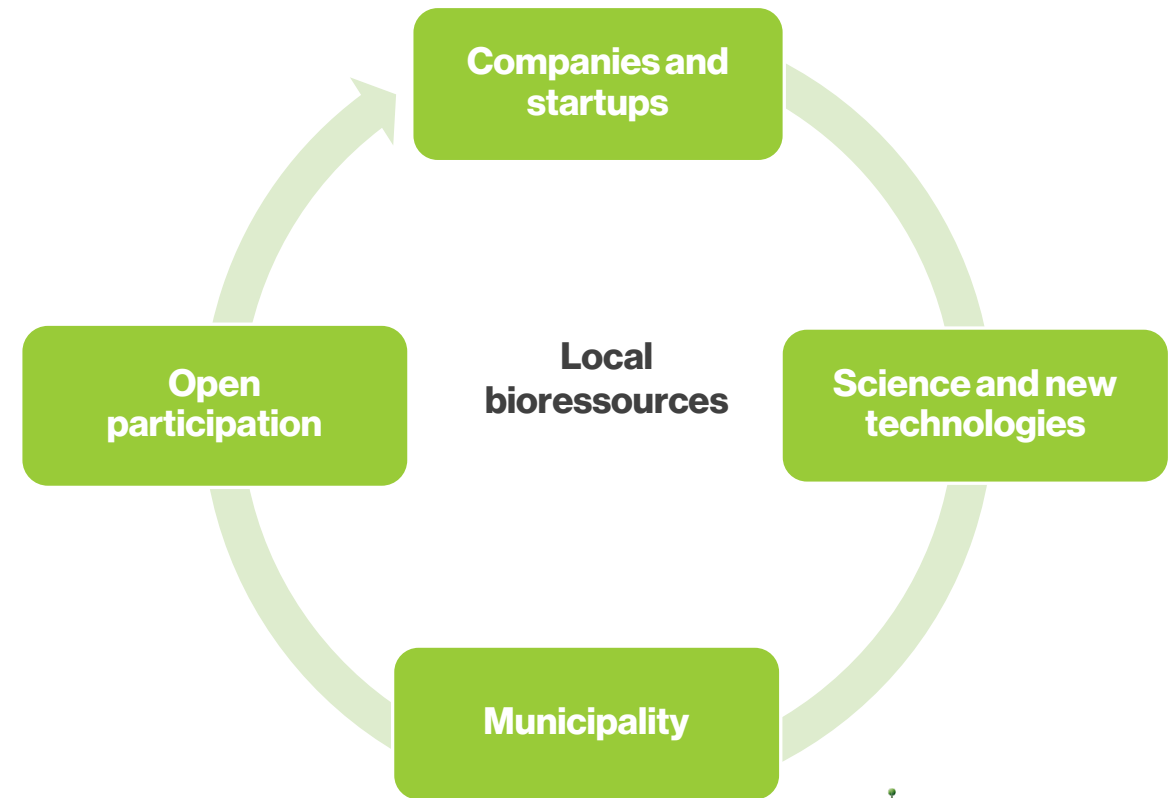 Companies and
startups
Local
bioressources
Open
participation
Science and new
technologies
Municipality